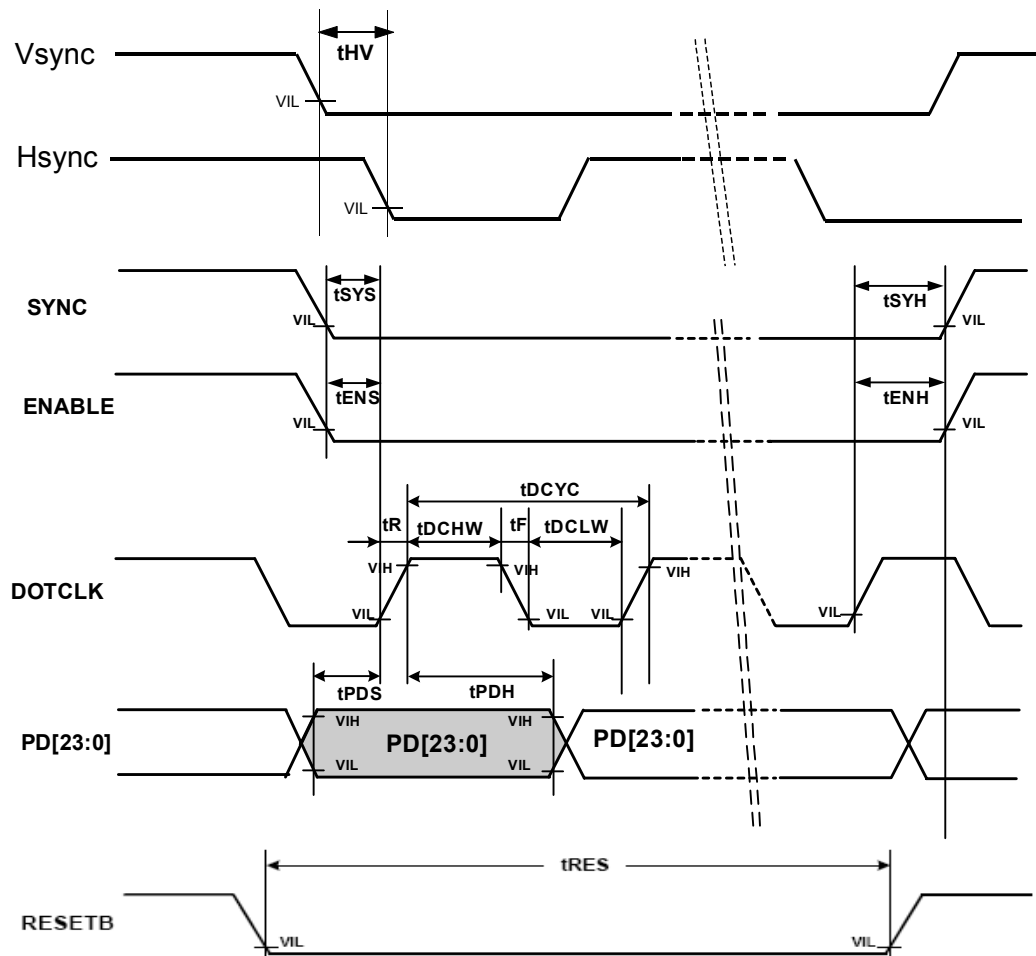 Vsync
tHV
VIL
Hsync
VIL
SYNC
tSYS
tSYH
VIL
VIL
ENABLE
tENS
tENH
VIL
VIL
tDCYC
tR
tDCHW
tF
tDCLW
DOTCLK
VIH
VIH
VIH
VIL
VIL
VIL
VIL
tPDS
tPDH
PD[23:0]
VIH
VIH
PD[23:0]
PD[23:0]
VIL
VIL
tRES
RESETB
VIL
VIL